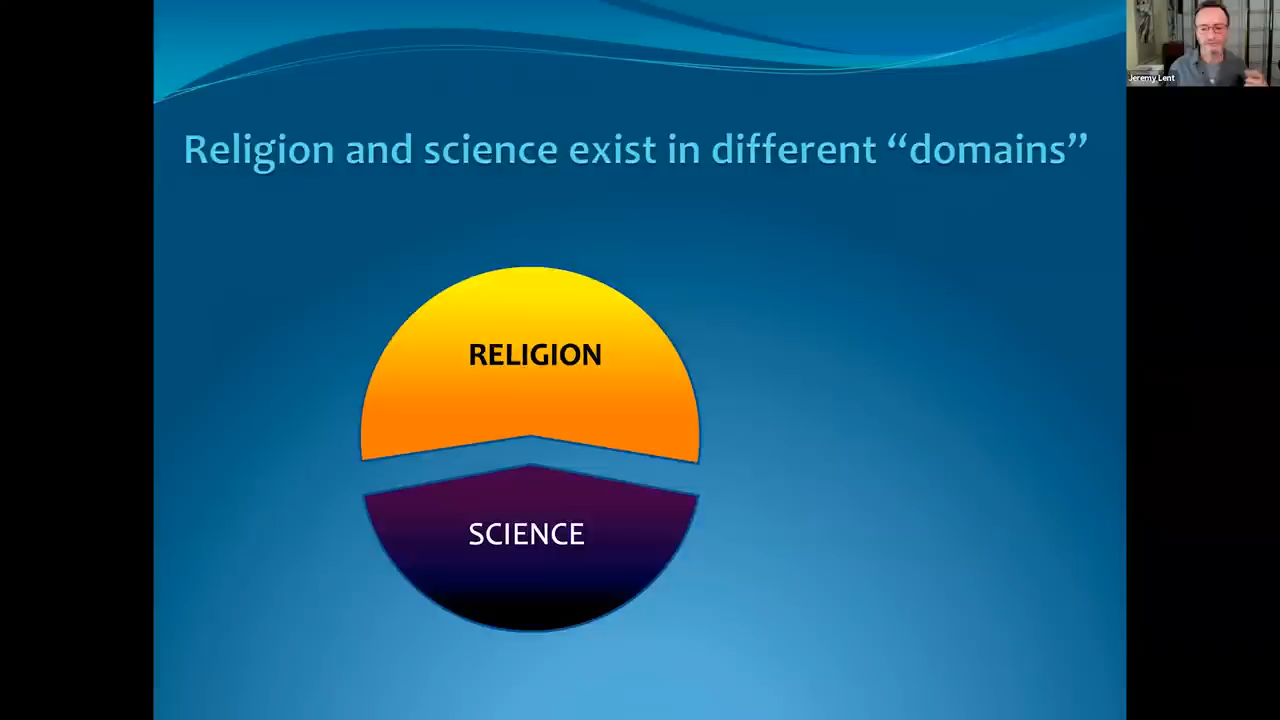 Jeremy Lent
Religion and science exist in different “domains”
RELIGION
SCIENCE